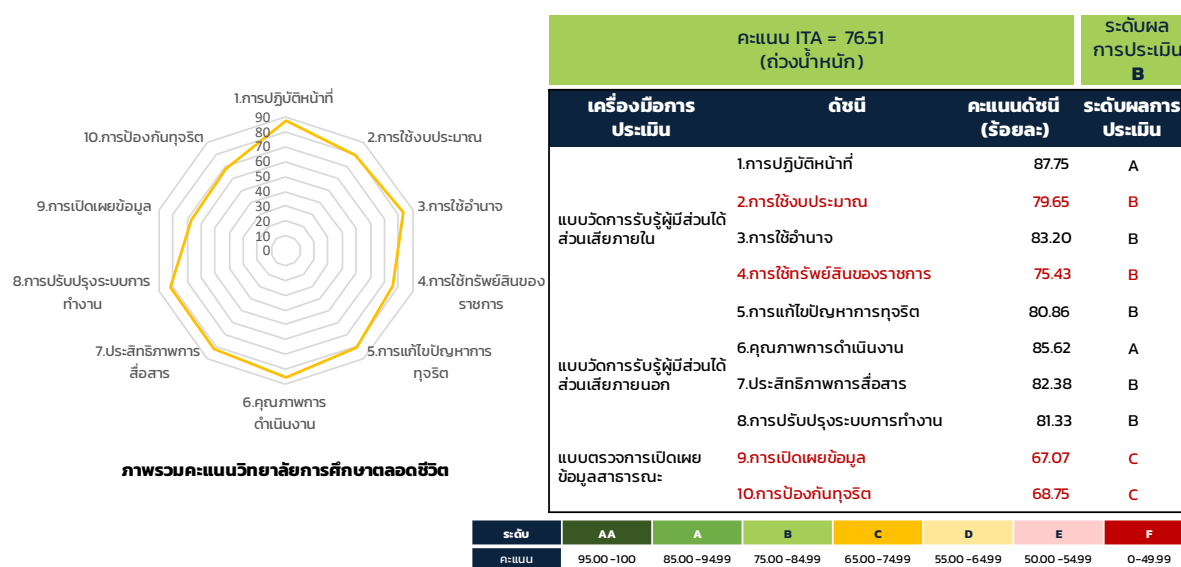 1.การปฏิบัติหน้าที่
10.การป้องกันทุจริต
2.การใช้งบประมาณ
9.การเปิดเผยข้อมูล
3.การใช้อำนาจ
8.การปรับปรุงระบบการ
ทำงาน
4.การใช้ทรัพย์สินของ
ราชการ
7.ประสิทธิภาพการ
สื่อสาร
5.การแก้ไขปัญหาการ
ทุจริต
6.คุณภาพการ
ดำเนินงาน
90
80
70
60
50
40
30
20
10
0
ภาพรวมคะแนนวิทยาลัยการศึกษาตลอดชีวิต
คะแนน ITA = 76.51
(ถ่วงน้ำหนัก)
ระดับผล
การประเมิน
B
เครื่องมือการ
ประเมิน
ดัชนี
คะแนนดัชนี
(ร้อยละ)
ระดับผลการ
ประเมิน
แบบวัดการรับรู้ผู้มีส่วนได้
ส่วนเสียภายใน
1.การปฏิบัติหน้าที่ 87.75 A
2.การใช้งบประมาณ 79.65 B
3.การใช้อำนาจ 83.20 B
4.การใช้ทรัพย์สินของราชการ 75.43 B
5.การแก้ไขปัญหาการทุจริต 80.86 B
แบบวัดการรับรู้ผู้มีส่วนได้
ส่วนเสียภายนอก
6.คุณภาพการดำเนินงาน 85.62 A
7.ประสิทธิภาพการสื่อสาร 82.38 B
8.การปรับปรุงระบบการทำงาน 81.33 B
แบบตรวจการเปิดเผย
ข้อมูลสาธารณะ
9.การเปิดเผยข้อมูล 67.07 C
10.การป้องกันทุจริต 68.75 C
ระดับ AA A B C D E F
คะแนน 95.00 -100 85.00 -94.99 75.00 -84.99 65.00 -74.99 55.00 -64.99 50.00 -54.99 0-49.99